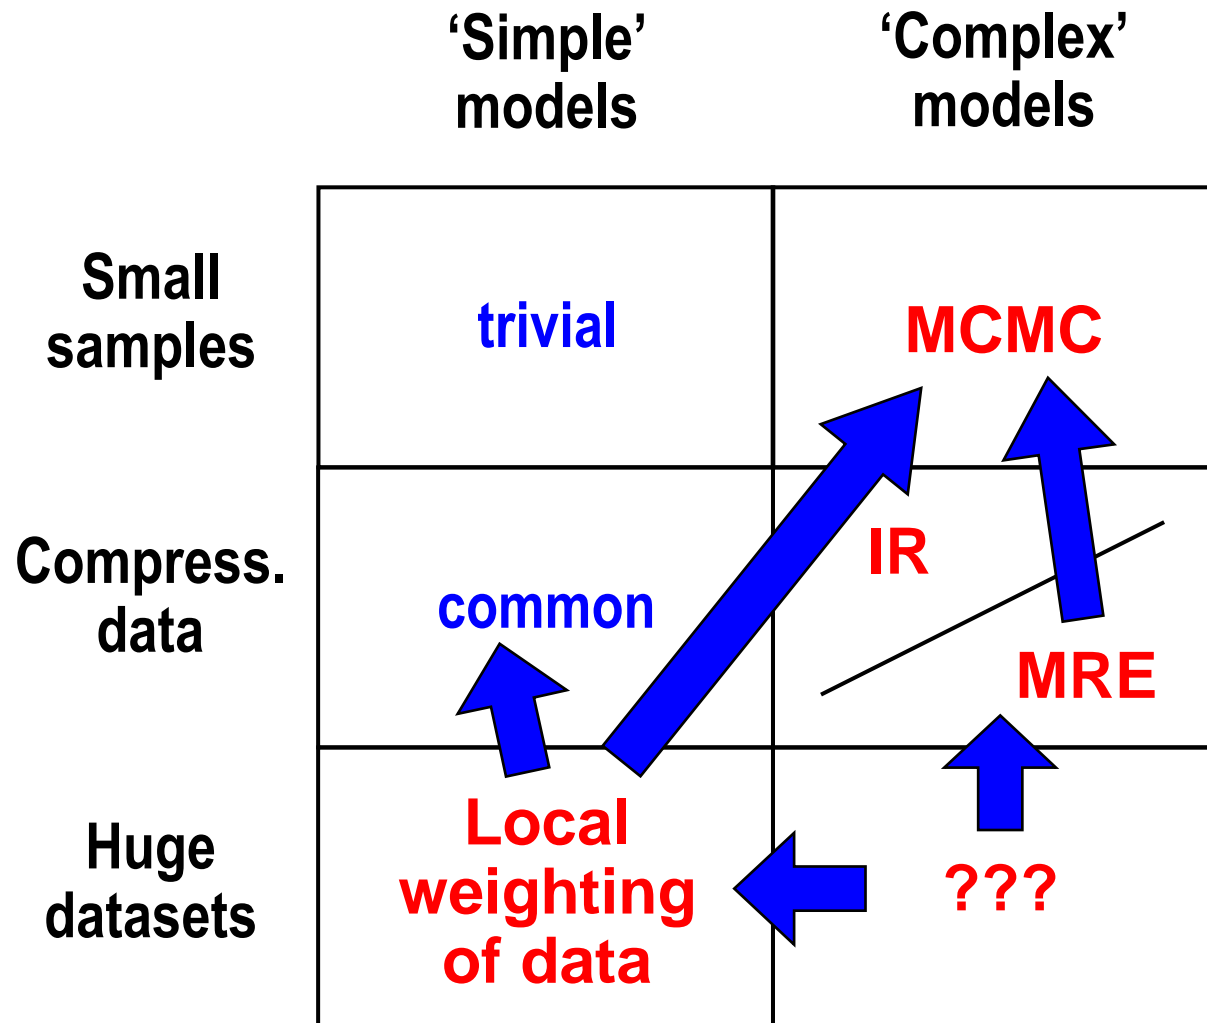 ‘Simple’
models
‘Complex’
models
Small
samples
trivial
MCMC
Compress.
data
common
IR
MRE
Huge
datasets
Local
weighting
of data
???